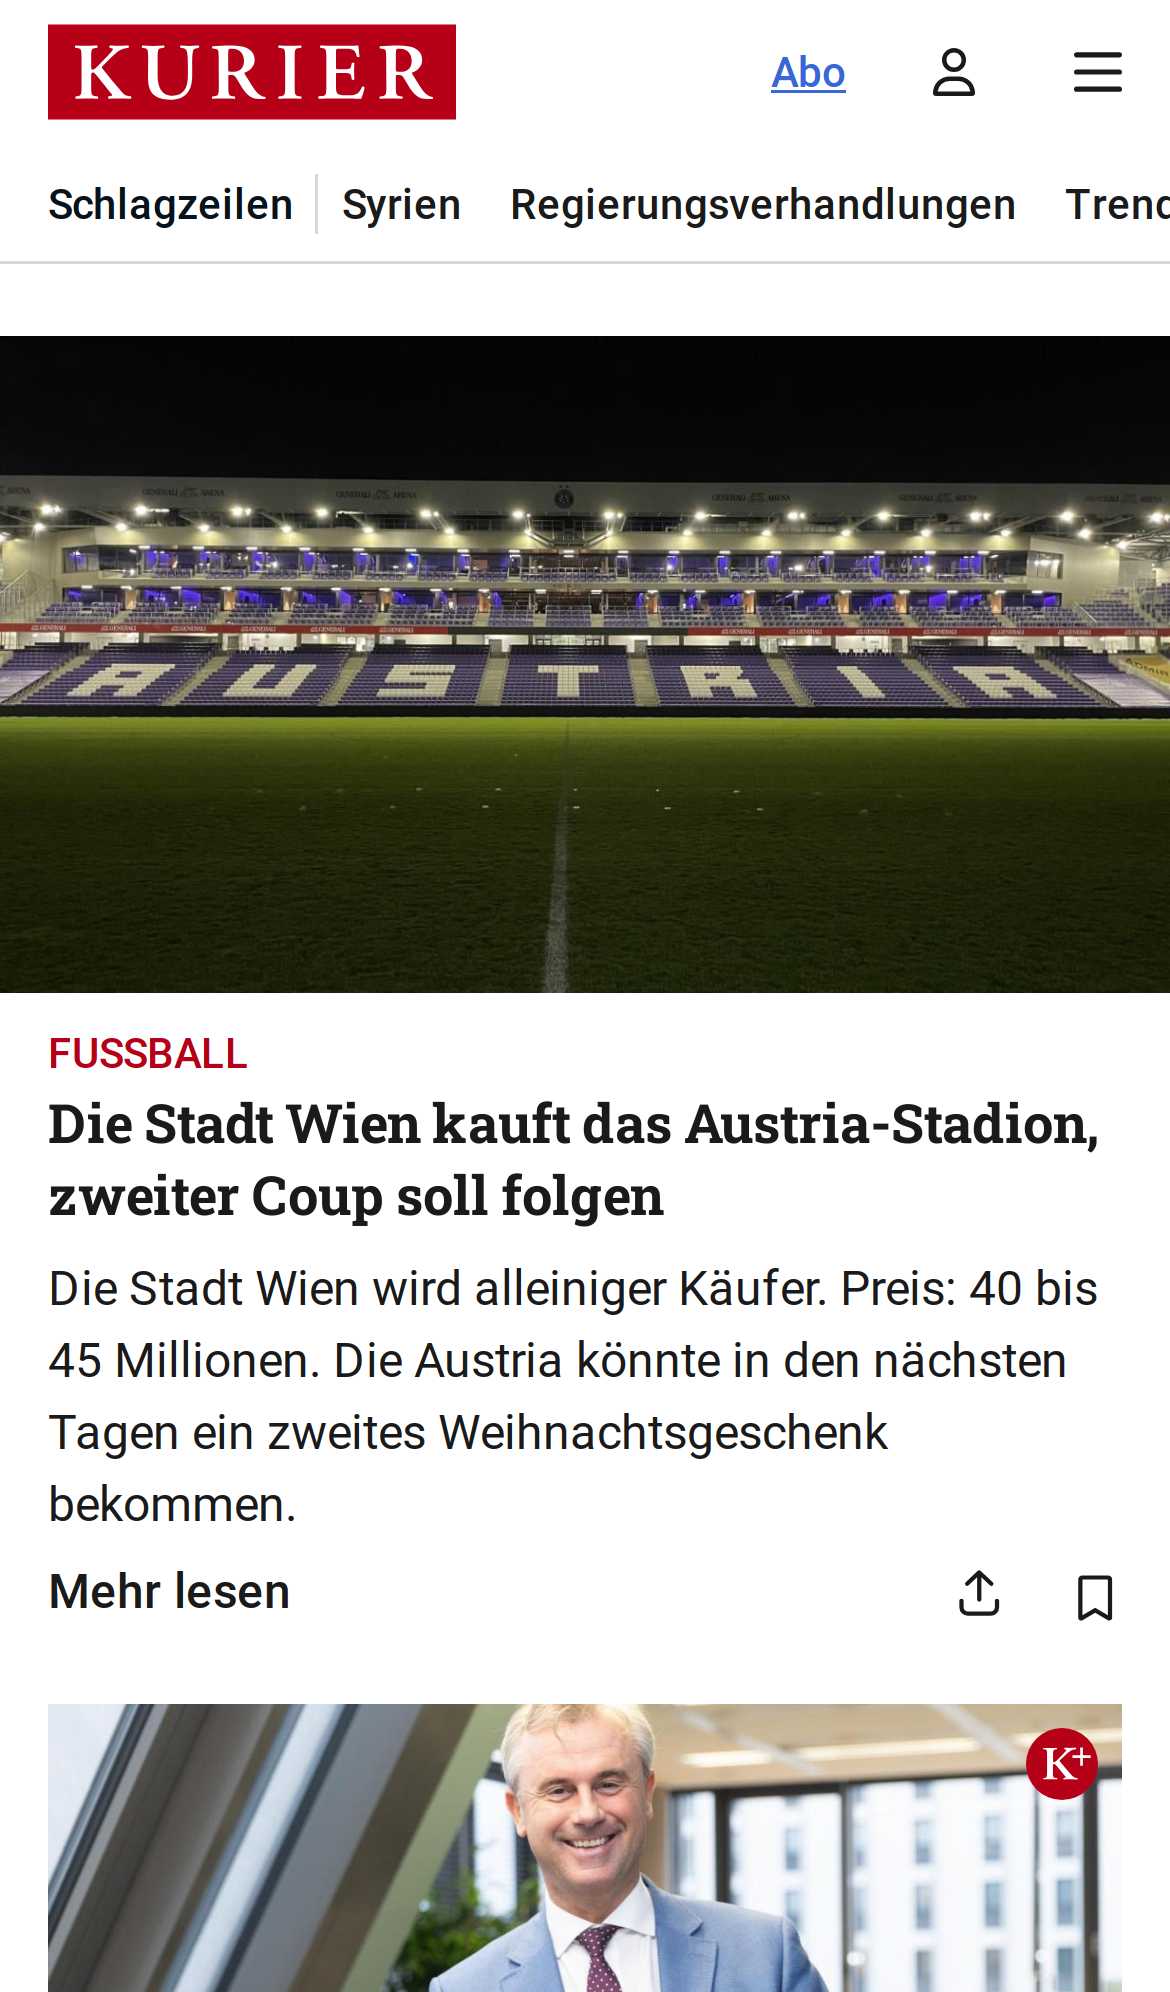 KURIER
Abo
Schlagzeilen
Syrien
Regierungsverhandlungen
GENERALI ARENA
AUSTRIA
FUSSBALL
Die Stadt Wien kauft das Austria-Stadion,
zweiter Coup soll folgen
Die Stadt Wien wird alleiniger Käufer. Preis: 40 bis
45 Millionen. Die Austria könnte in den nächsten
Tagen ein zweites Weihnachtsgeschenk
bekommen.
Mehr lesen
K+